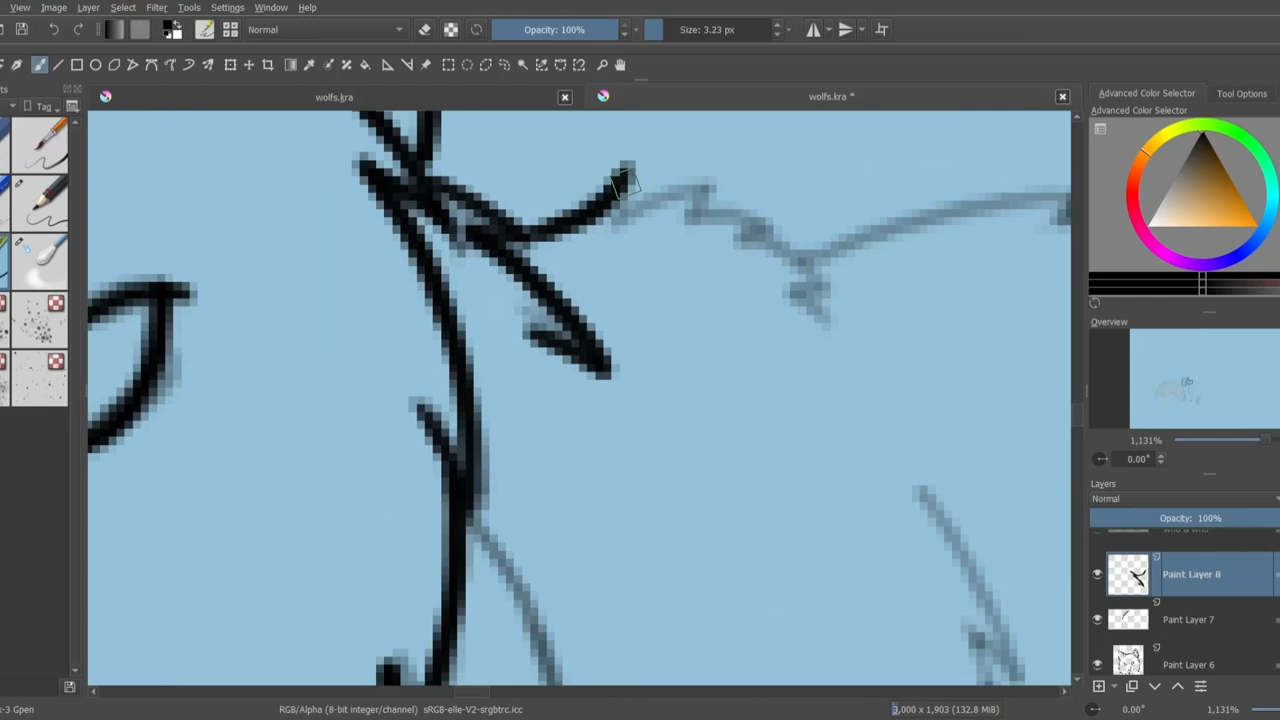 View Image Layer Select Filter Tools Settings Window Help
Normal Opacity: 100% Size: 3.23 px
wolfs.kra wolfs.kra *
Tag
Advanced Color Selector Tool Options
Advanced Color Selector
Overview
1,131%
0.00°
Layers
Normal
Opacity: 100%
Paint Layer 8
Paint Layer 7
Paint Layer 6
RGB/Alpha (8-bit integer/channel) sRGB-elle-V2-srgbtrc.icc 3,000 x 1,903 (132.8 MiB) 0.00° 1,131%